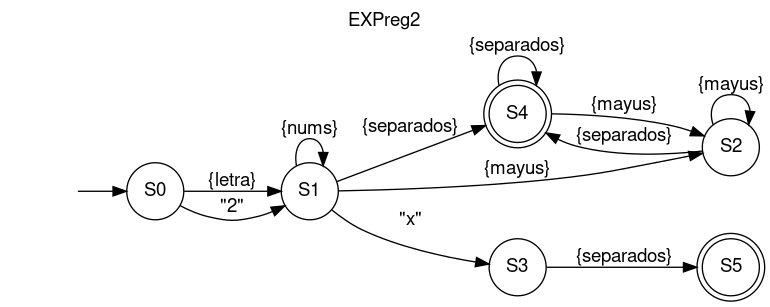 EXPreg2
{separados}
{mayus}
{nums}
{separados}
S4
{mayus}
{separados}
S2
{letra}
{mayus}
S0
S1
"2"
"x"
{separados}
S3
S5